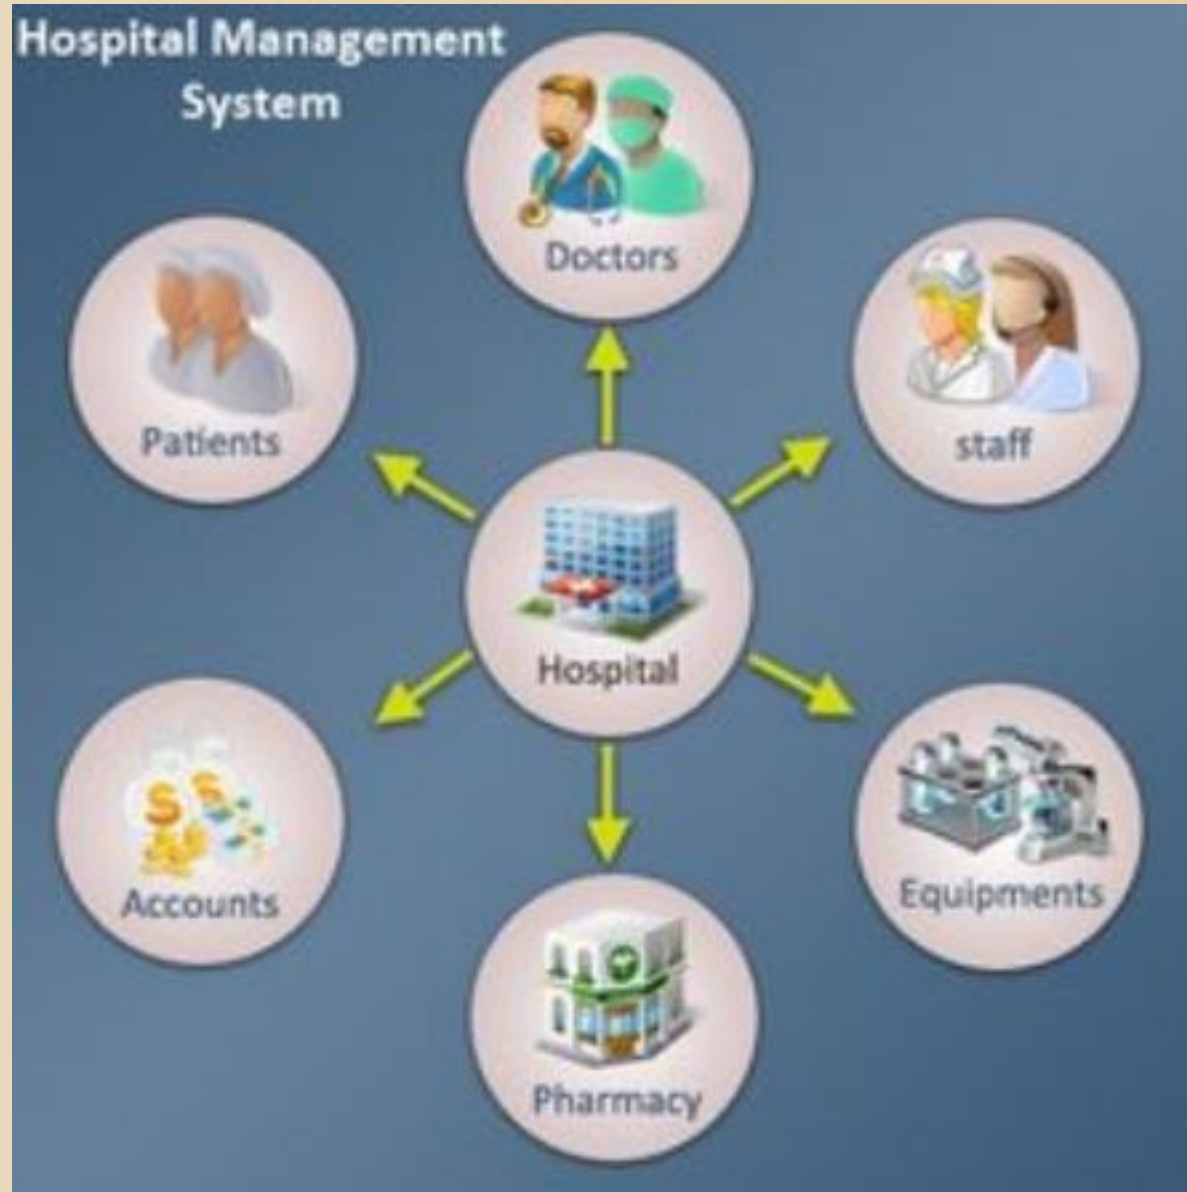 Hospital Management
System
Doctors
Patients
staff
Hospital
Accounts
Equipments
Pharmacy